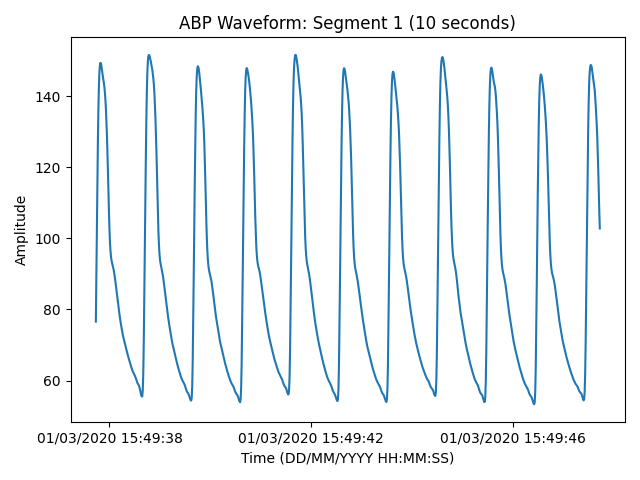 ABP Waveform: Segment 1 (10 seconds)
Amplitude
140
120
100
80
60
01/03/2020 15:49:38 01/03/2020 15:49:42 01/03/2020 15:49:46
Time (DD/MM/YYYY HH:MM:SS)